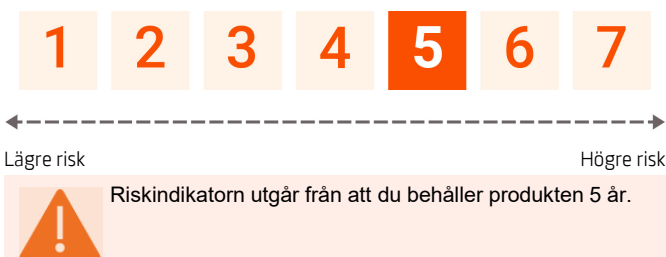 1 2 3 4 5 6 7
Lägre risk Högre risk
Riskindikatorn utgår från att du behåller produkten 5 år.